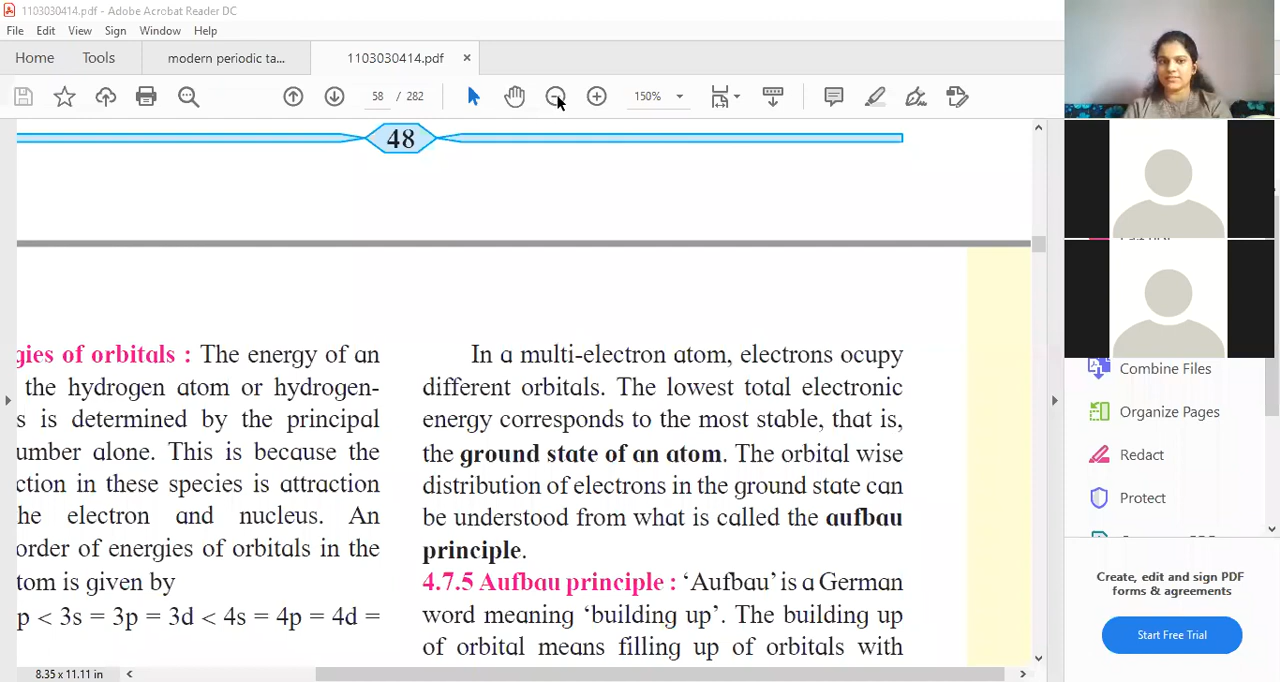 1103030414.pdf - Adobe Acrobat Reader DC
File Edit View Sign Window Help
Home Tools modern periodic ta... 1103030414.pdf ×
58 / 282 150%
48
gies of orbitals : The energy of an
the hydrogen atom or hydrogen-
s is determined by the principal
umber alone. This is because the
ction in these species is attraction
he electron and nucleus. An
order of energies of orbitals in the
tom is given by
p < 3s = 3p = 3d < 4s = 4p = 4d =
In a multi-electron atom, electrons ocupy
different orbitals. The lowest total electronic
energy corresponds to the most stable, that is,
the ground state of an atom. The orbital wise
distribution of electrons in the ground state can
be understood from what is called the aufbau
principle.
4.7.5 Aufbau principle : ‘Aufbau’ is a German
word meaning ‘building up’. The building up
of orbital means filling up of orbitals with
Combine Files
Organize Pages
Redact
Protect
Create, edit and sign PDF
forms & agreements
Start Free Trial
8.35 x 11.11 in